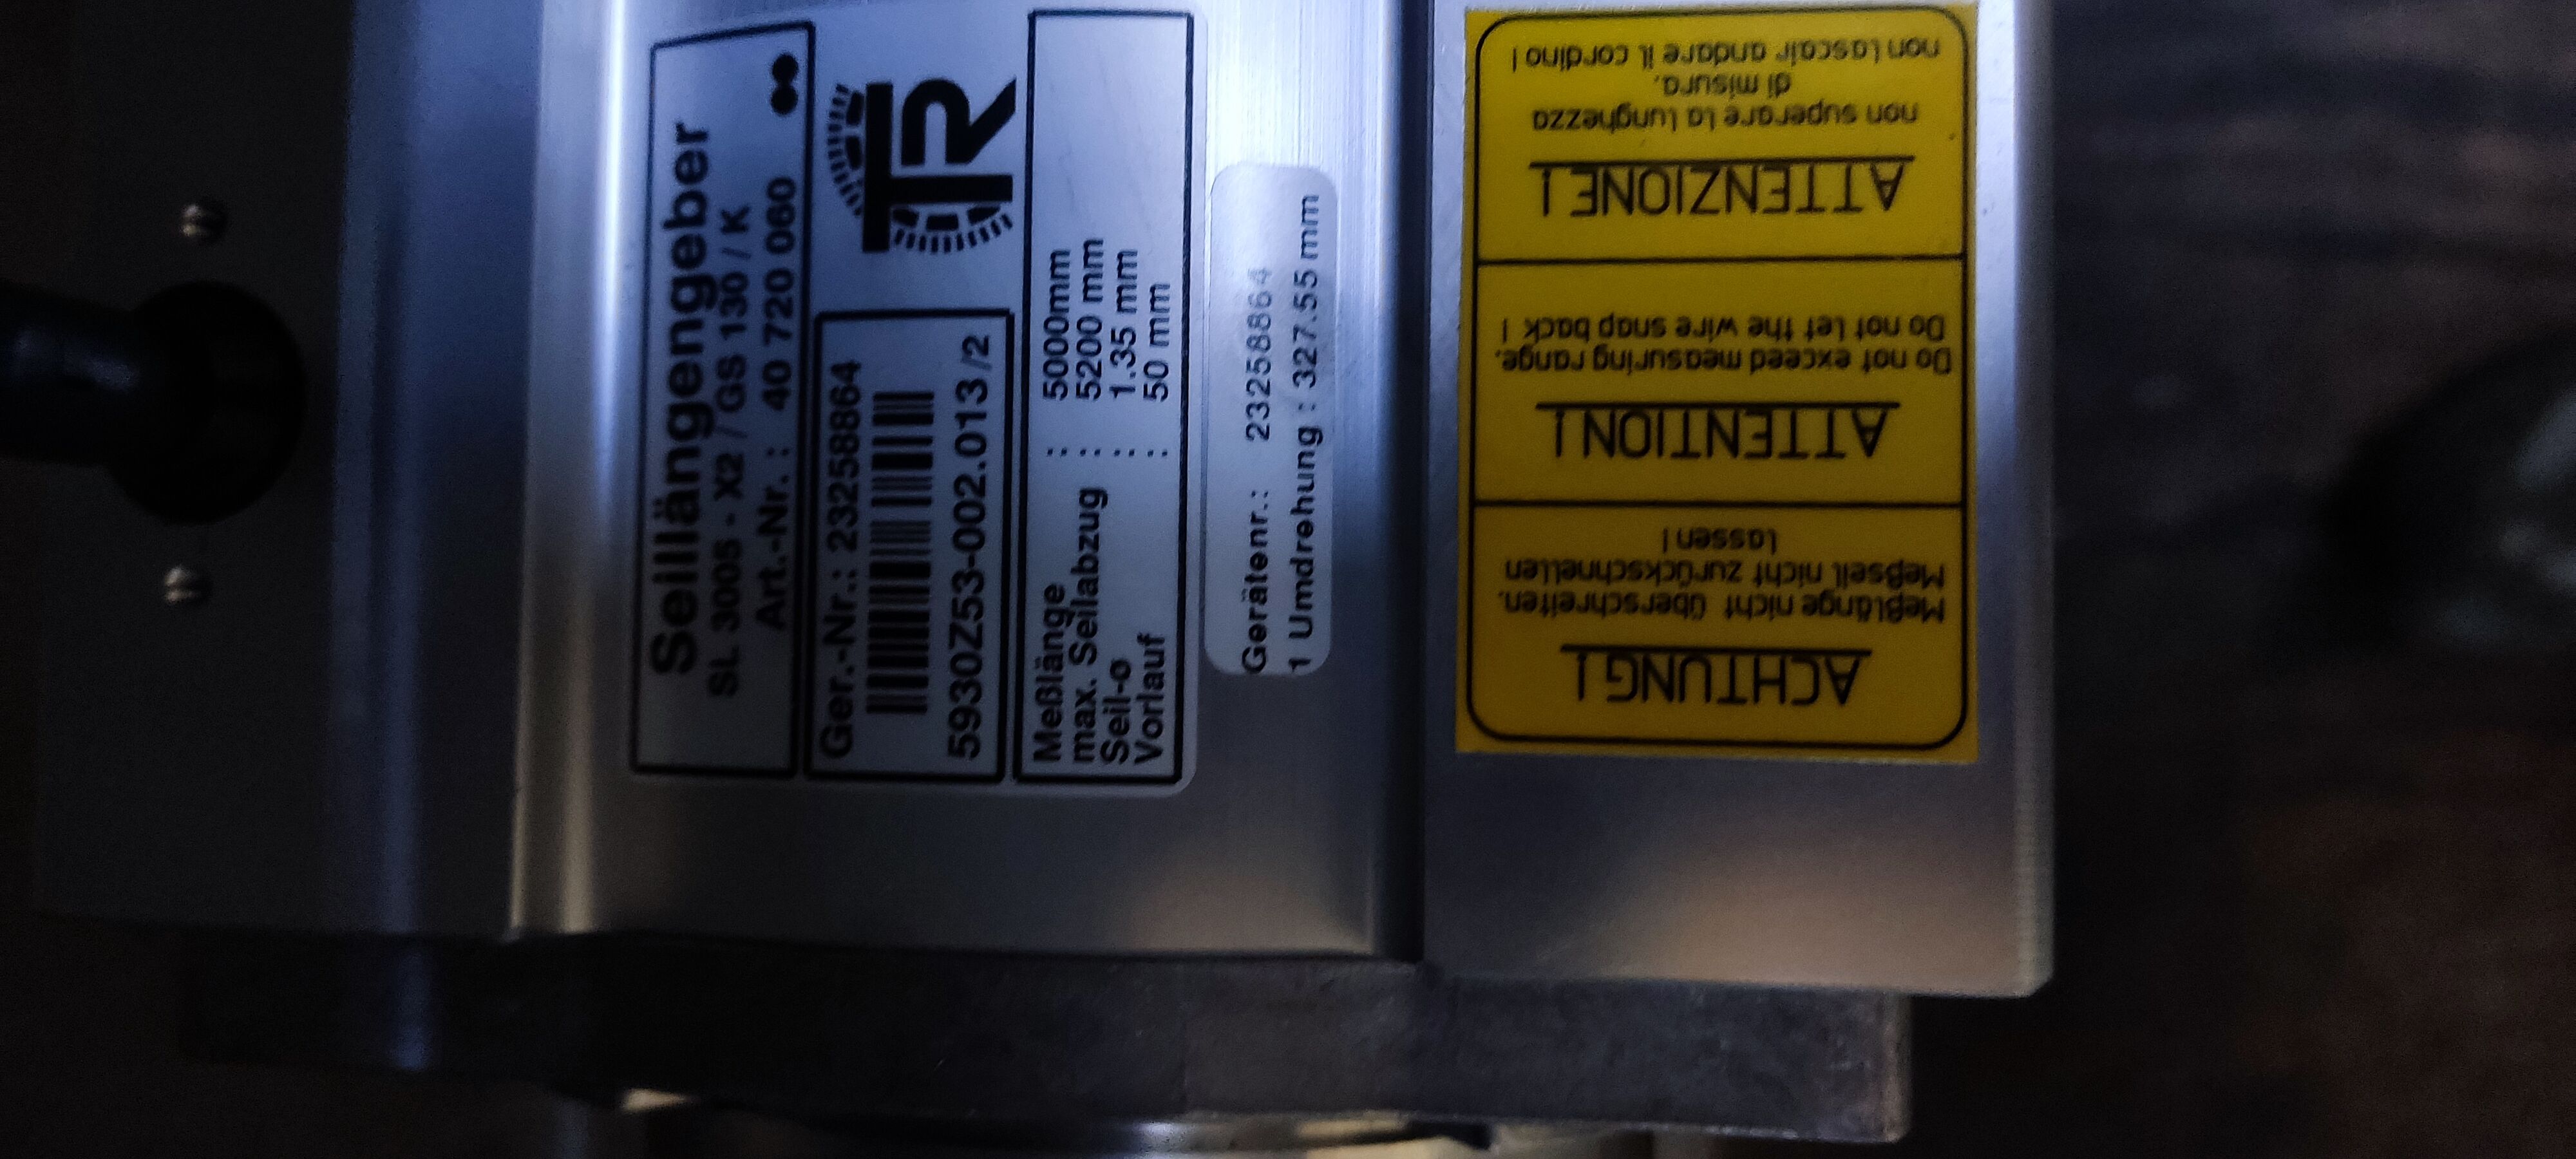 Seillängengeber
SL 3005 - X2 / GS 130 / K
Art.-Nr. : 40 720 060
Ger.-Nr.: 23258864
5930Z53-002.013/2
TR
Meßlänge : 5000mm
max. Seilabzug : 5200 mm
Seil-ø : 1.35 mm
Vorlauf : 50 mm
Gerätenr.: 23258864
1 Umdrehung : 327.55 mm
ACHTUNG!
Meßlänge nicht überschreiten.
Meßseil nicht zurückschnellen
lassen!
ATTENTION!
Do not exceed measuring range.
Do not let the wire snap back !
ATTENZIONE!
non superare la lunghezza
di misura.
non lascair andare il cordino !